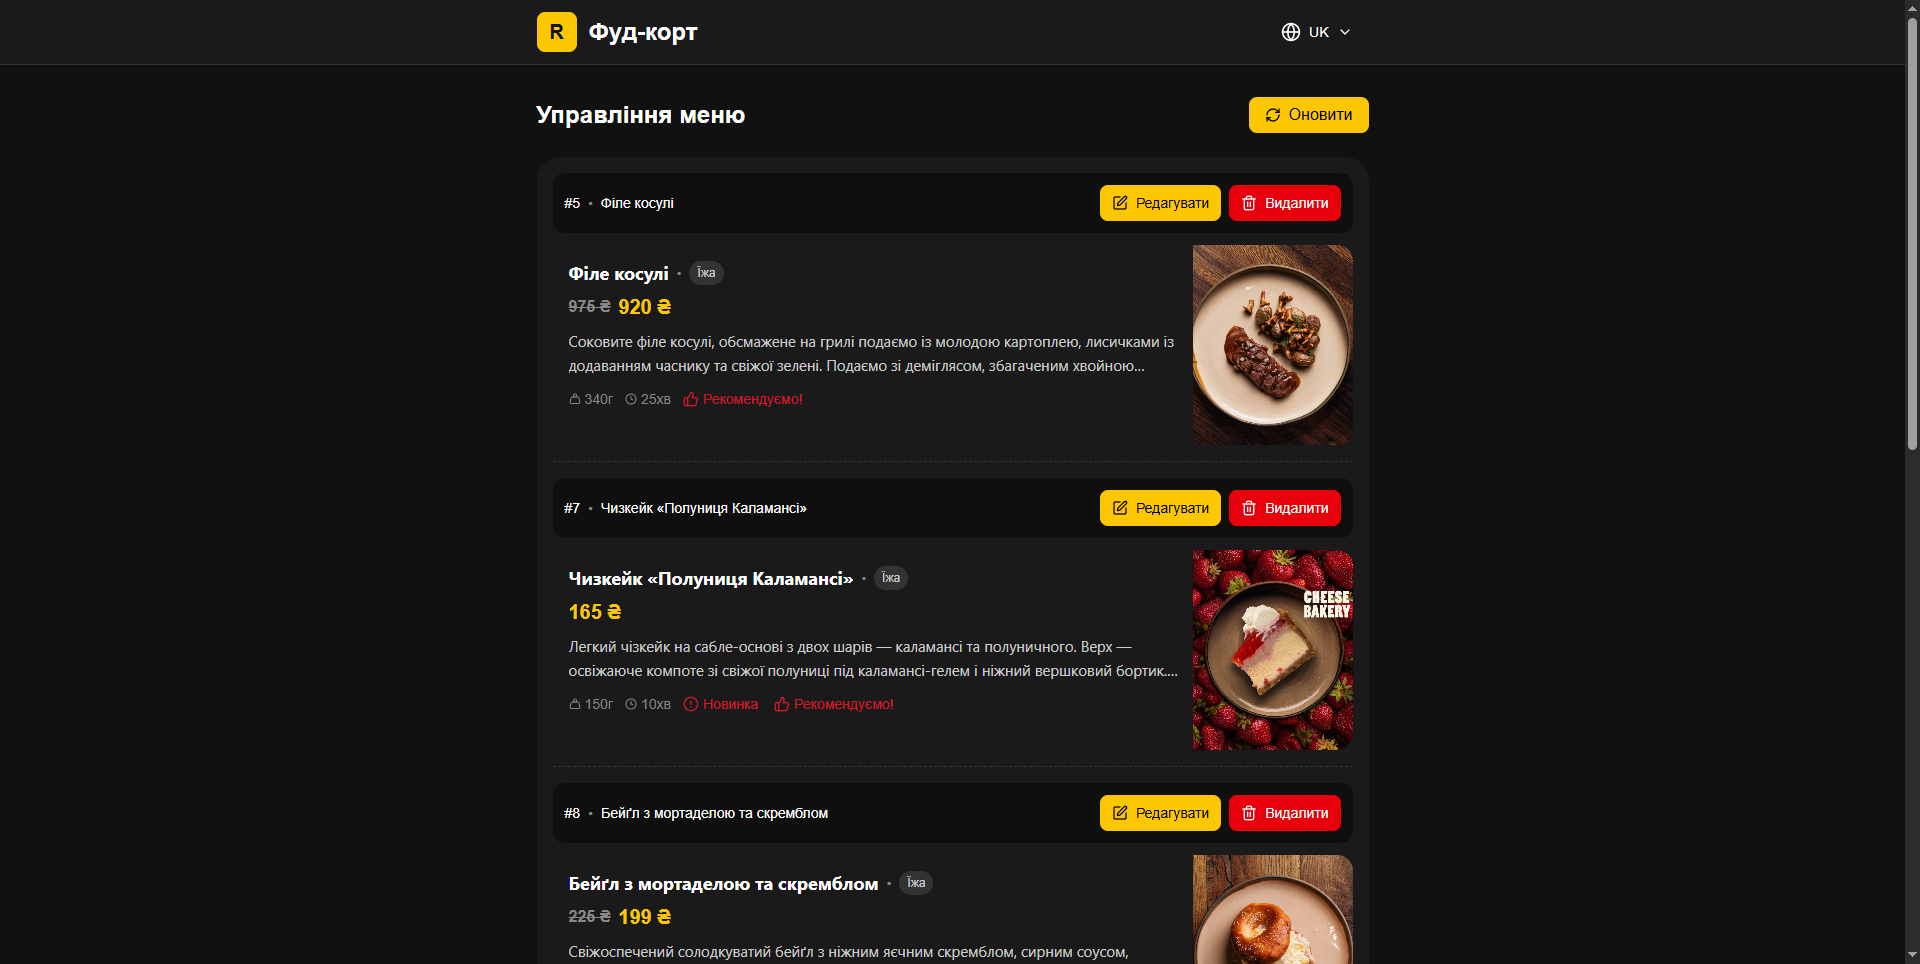 R Фуд-корт
UK
Управління меню
Оновити
#5 • Філе косулі
Редагувати
Видалити
Філе косулі • Їжа
975 ₴ 920 ₴
Соковите філе косулі, обсмажене на грилі подаємо із молодою картоплею, лисичками із
додаванням часнику та свіжої зелені. Подаємо зі деміглясом, збагаченим хвойною...
340г 25хв Рекомендуємо!
#7 • Чизкейк «Полуниця Каламансі»
Редагувати
Видалити
Чизкейк «Полуниця Каламансі» • Їжа
165 ₴
Легкий чізкейк на сабле-основі з двох шарів — каламансі та полуничного. Верх —
освіжаюче компоте зі свіжої полуниці під каламансі-гелем і ніжний вершковий бортик....
150г 10хв Новинка Рекомендуємо!
CHEESE
BAKERY
#8 • Бейґл з мортаделою та скремблом
Редагувати
Видалити
Бейґл з мортаделою та скремблом • Їжа
225 ₴ 199 ₴
Свіжоспечений солодкуватий бейґл з ніжним яєчним скремблом, сирним соусом,